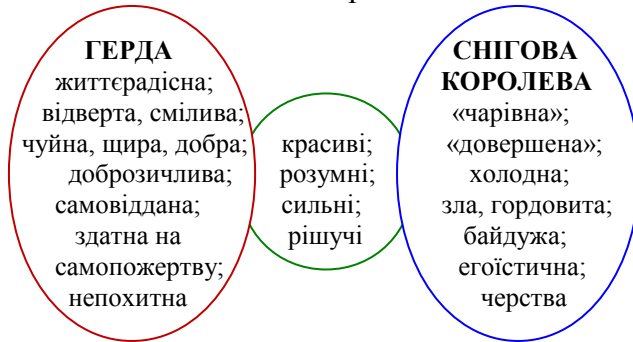 ГЕРДА
життєрадісна;
відверта, смілива;
чуйна, щира, добра;
доброзичлива;
самовіддана;
здатна на
самопожертву;
непохитна
красиві;
розумні;
сильні;
рішучі
СНІГОВА
КОРОЛЕВА
«чарівна»;
«довершена»;
холодна;
зла, гордовита;
байдужа;
егоїстична;
черства